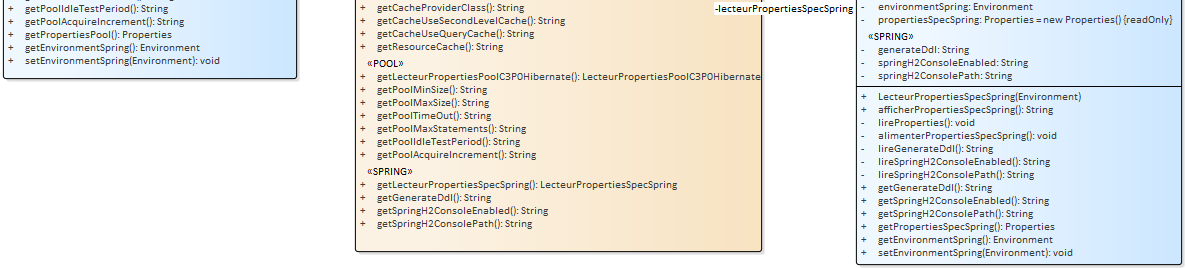 + getPoolIdleTestPeriod(): String
+ getPoolAcquireIncrement(): String
+ getPropertiesPool(): Properties
+ getEnvironmentSpring(): Environment
+ setEnvironmentSpring(Environment): void
+ getCacheProviderClass(): String
+ getCacheUseSecondLevelCache(): String
+ getCacheUseQueryCache(): String
+ getResourceCache(): String
«POOL»
+ getLecteurPropertiesPoolC3P0Hibernate(): LecteurPropertiesPoolC3P0Hibernate
+ getPoolMinSize(): String
+ getPoolMaxSize(): String
+ getPoolTimeOut(): String
+ getPoolMaxStatements(): String
+ getPoolIdleTestPeriod(): String
+ getPoolAcquireIncrement(): String
«SPRING»
+ getLecteurPropertiesSpecSpring(): LecteurPropertiesSpecSpring
+ getGenerateDdl(): String
+ getSpringH2ConsoleEnabled(): String
+ getSpringH2ConsolePath(): String
-lecteurPropertiesSpecSpring
- environmentSpring: Environment
- propertiesSpecSpring: Properties = new Properties() {readOnly}
«SPRING»
- generateDdl: String
- springH2ConsoleEnabled: String
- springH2ConsolePath: String
+ LecteurPropertiesSpecSpring(Environment)
+ afficherPropertiesSpecSpring(): String
- lireProperties(): void
- alimenterPropertiesSpecSpring(): void
- lireGenerateDdl(): String
- lireSpringH2ConsoleEnabled(): String
- lireSpringH2ConsolePath(): String
+ getGenerateDdl(): String
+ getSpringH2ConsoleEnabled(): String
+ getSpringH2ConsolePath(): String
+ getPropertiesSpecSpring(): Properties
+ getEnvironmentSpring(): Environment
+ setEnvironmentSpring(Environment): void